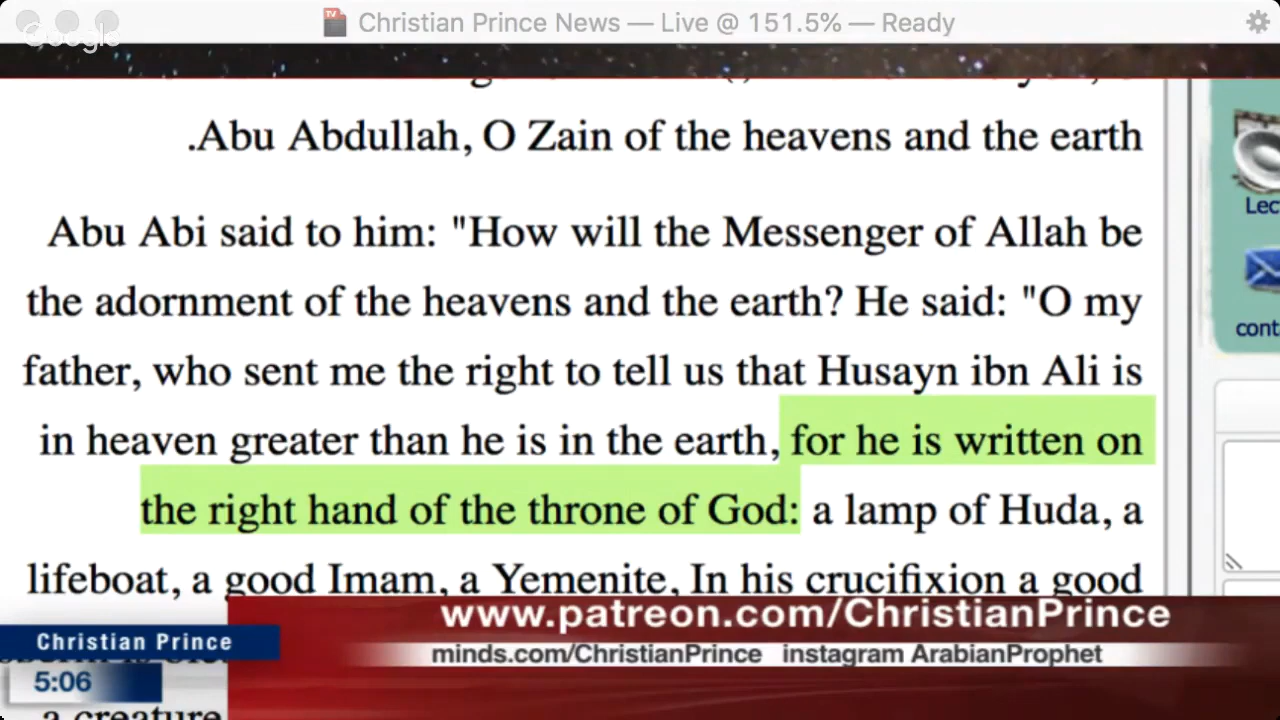 Christian Prince News — Live @ 151.5% — Ready
Google
.Abu Abdullah, O Zain of the heavens and the earth
Abu Abi said to him: "How will the Messenger of Allah be
the adornment of the heavens and the earth? He said: "O my
father, who sent me the right to tell us that Husayn ibn Ali is
in heaven greater than he is in the earth, for he is written on
the right hand of the throne of God: a lamp of Huda, a
lifeboat, a good Imam, a Yemenite, In his crucifixion a good
Lec
cont
www.patreon.com/ChristianPrince
Christian Prince
minds.com/ChristianPrince instagram ArabianProphet
5:06
a creature